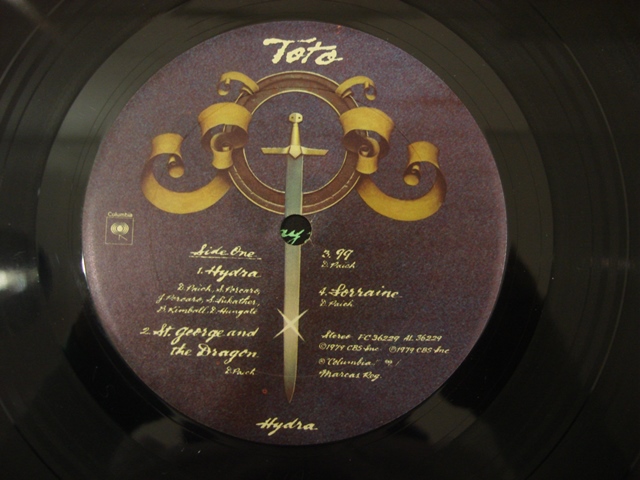 Toto
Columbia
Side One
1. Hydra
D. Paich, S. Porcaro,
J. Porcaro, S. Lukather,
B. Kimball, D. Hungate
2. St. George and
the Dragon
D. Paich
3. 99
D. Paich
4. Lorraine
D. Paich
Stereo FC 36229 AL 36229
℗1979 CBS Inc. ©1979 CBS Inc
® "Columbia,"
Marcas Reg.
Hydra